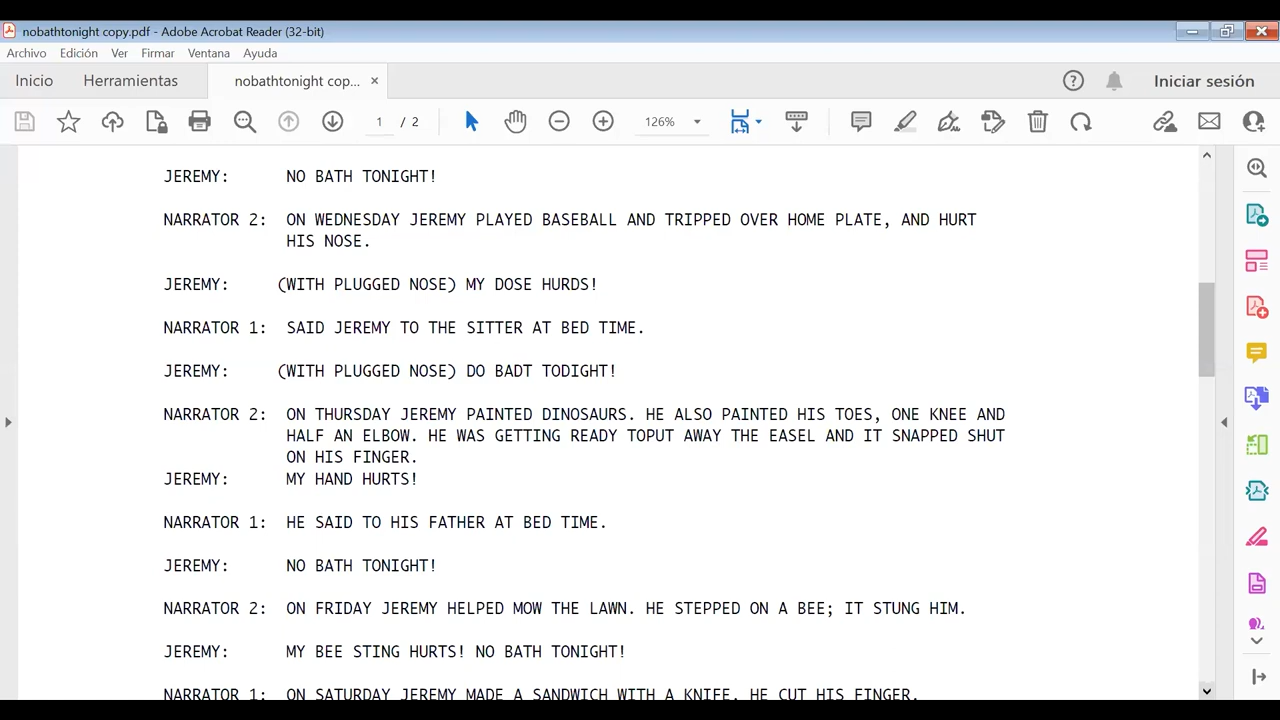 nobathtonight copy.pdf - Adobe Acrobat Reader (32-bit)
Archivo Edición Ver Firmar Ventana Ayuda
Inicio Herramientas nobathtonight cop... × Iniciar sesión
1 / 2 126%
JEREMY: NO BATH TONIGHT!
NARRATOR 2: ON WEDNESDAY JEREMY PLAYED BASEBALL AND TRIPPED OVER HOME PLATE, AND HURT
HIS NOSE.
JEREMY: (WITH PLUGGED NOSE) MY DOSE HURDS!
NARRATOR 1: SAID JEREMY TO THE SITTER AT BED TIME.
JEREMY: (WITH PLUGGED NOSE) DO BADT TODIGHT!
NARRATOR 2: ON THURSDAY JEREMY PAINTED DINOSAURS. HE ALSO PAINTED HIS TOES, ONE KNEE AND
HALF AN ELBOW. HE WAS GETTING READY TOPUT AWAY THE EASEL AND IT SNAPPED SHUT
ON HIS FINGER.
JEREMY: MY HAND HURTS!
NARRATOR 1: HE SAID TO HIS FATHER AT BED TIME.
JEREMY: NO BATH TONIGHT!
NARRATOR 2: ON FRIDAY JEREMY HELPED MOW THE LAWN. HE STEPPED ON A BEE; IT STUNG HIM.
JEREMY: MY BEE STING HURTS! NO BATH TONIGHT!
NARRATOR 1: ON SATURDAY JEREMY MADE A SANDWICH WITH A KNIFE. HE CUT HIS FINGER.